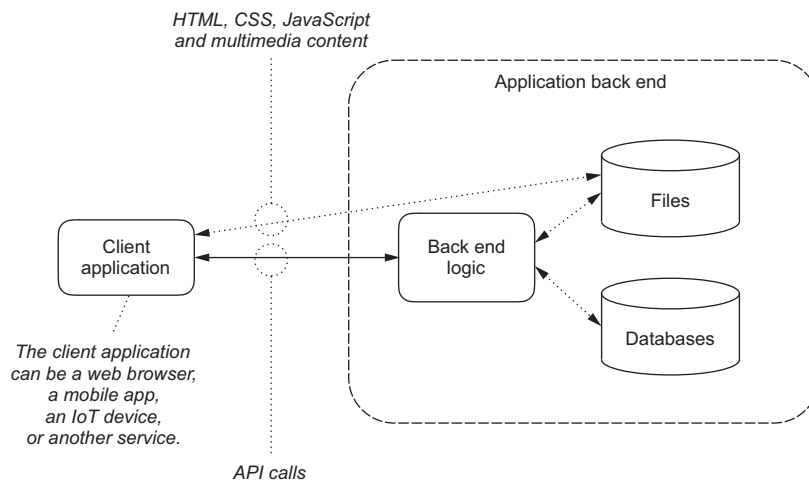 HTML, CSS, JavaScript
and multimedia content
Application back end
Files
Client
application
Back end
logic
Databases
The client application
can be a web browser,
a mobile app,
an IoT device,
or another service.
API calls